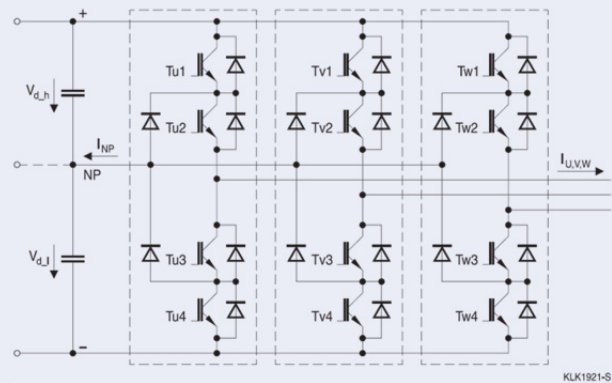 +
Tu1
Tv1
Tw1
V_d_h
Tu2
Tv2
Tw2
I_NP
I_U,V,W
NP
V_d_l
Tu3
Tv3
Tw3
Tu4
Tv4
Tw4
−
KLK1921-S